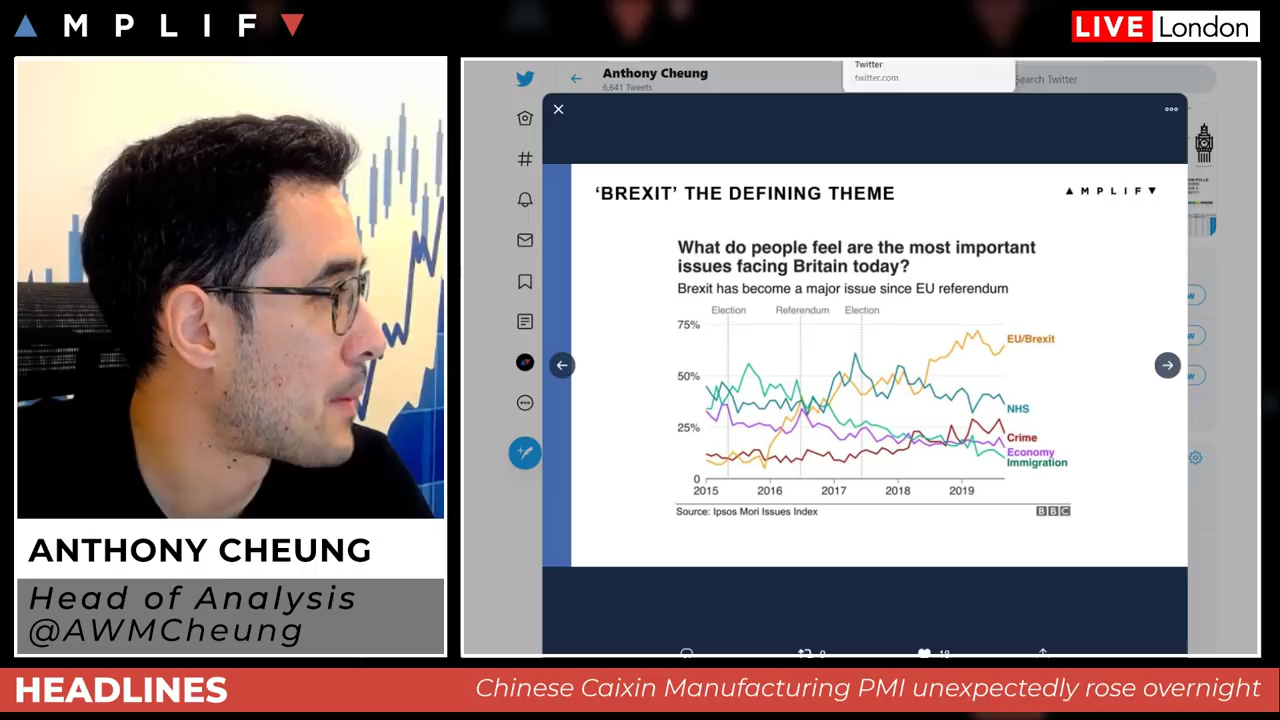 AMPLIFY
LIVE London
Anthony Cheung
6,641 Tweets
Twitter
twitter.com
Search Twitter
‘BREXIT’ THE DEFINING THEME
AMPLIFY
What do people feel are the most important
issues facing Britain today?
Brexit has become a major issue since EU referendum
Election Referendum Election
75%
50%
25%
0
EU/Brexit
NHS
Crime
Economy
Immigration
2015 2016 2017 2018 2019
Source: Ipsos Mori Issues Index
BBC
18
ANTHONY CHEUNG
Head of Analysis
@AWMCheung
HEADLINES
Chinese Caixin Manufacturing PMI unexpectedly rose overnight